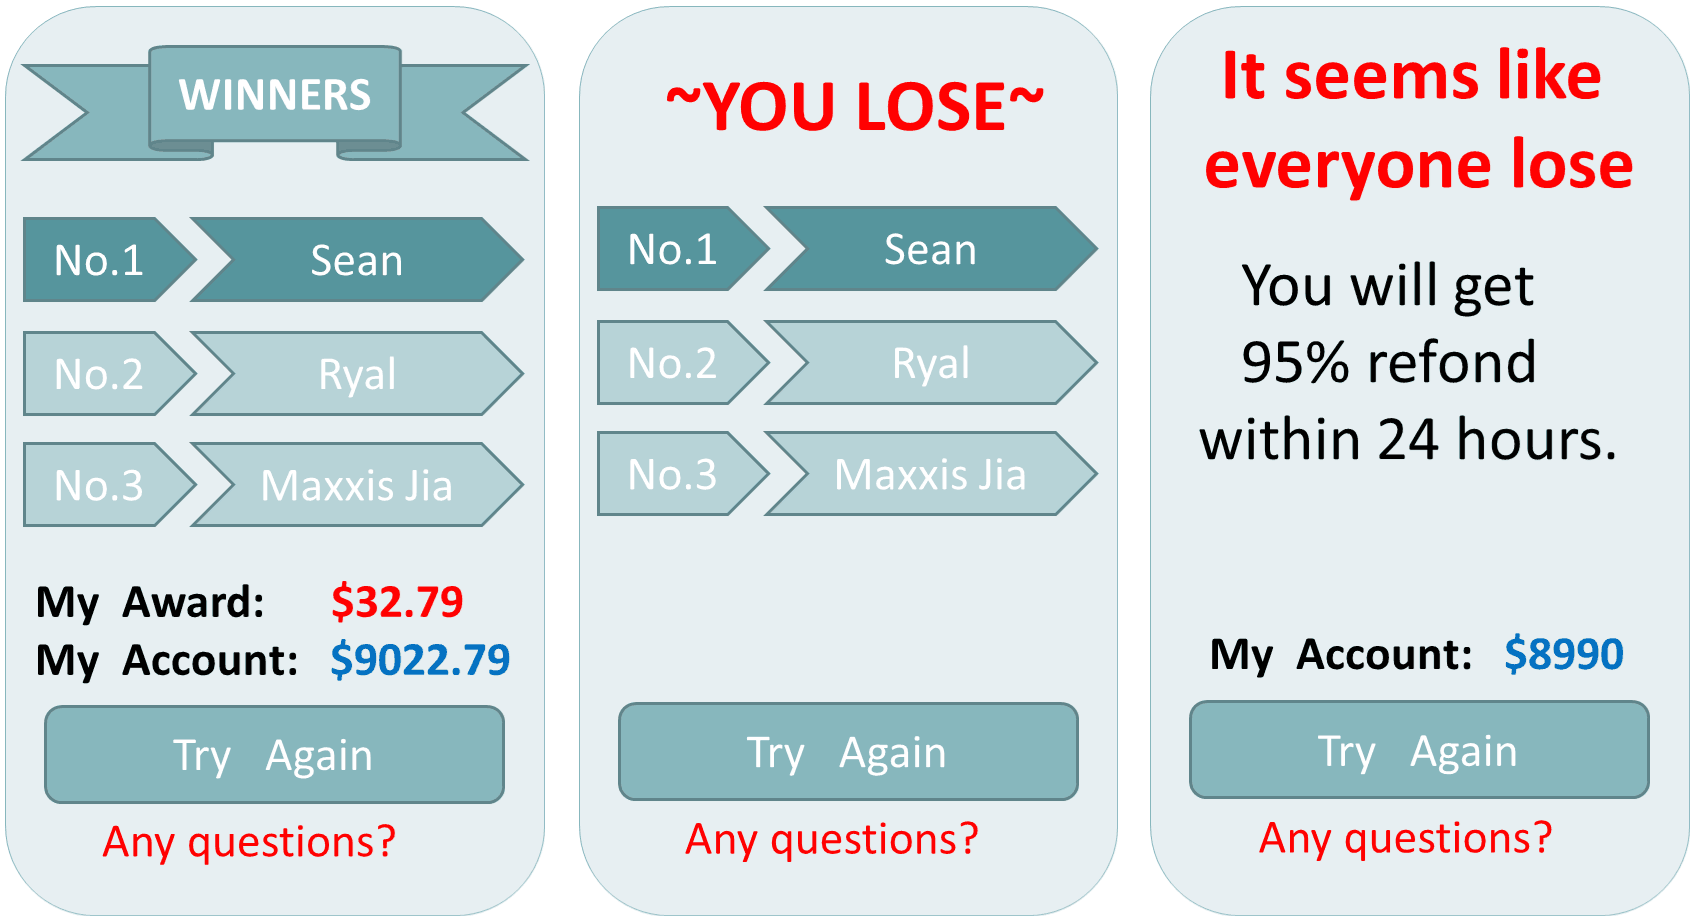 WINNERS
No.1 Sean
No.2 Ryal
No.3 Maxxis Jia
My Award: $32.79
My Account: $9022.79
Try Again
Any questions?
~YOU LOSE~
No.1 Sean
No.2 Ryal
No.3 Maxxis Jia
Try Again
Any questions?
It seems like
everyone lose
You will get
95% refond
within 24 hours.
My Account: $8990
Try Again
Any questions?